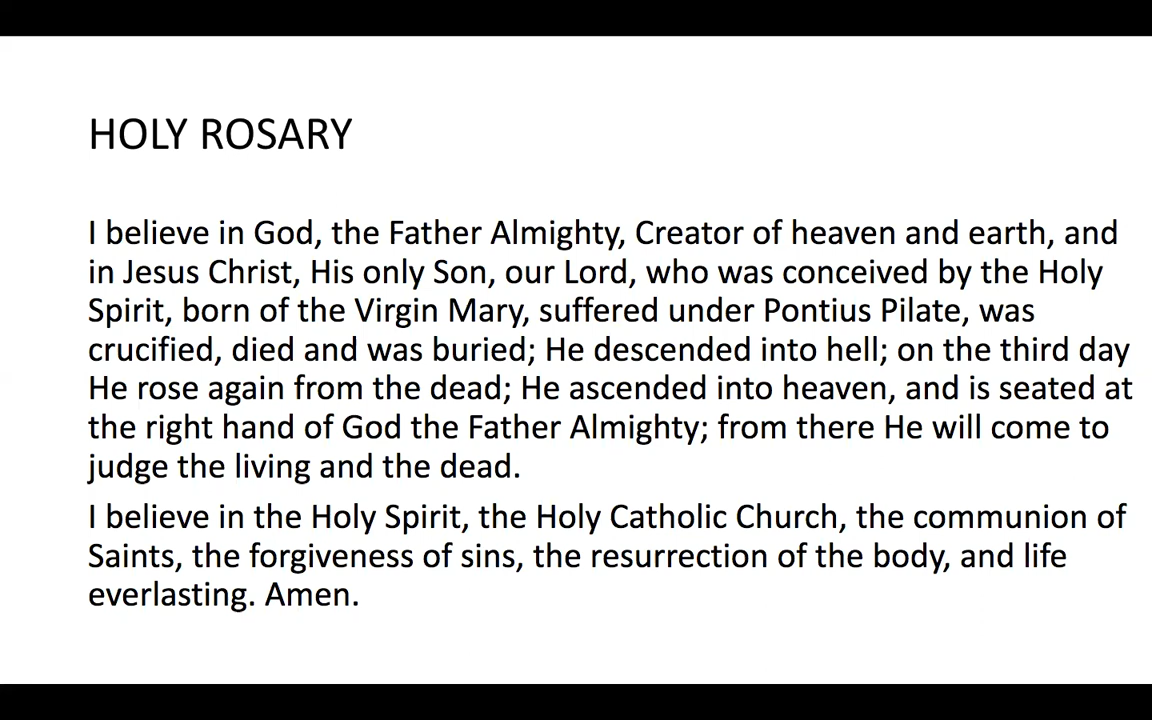 HOLY ROSARY
I believe in God, the Father Almighty, Creator of heaven and earth, and
in Jesus Christ, His only Son, our Lord, who was conceived by the Holy
Spirit, born of the Virgin Mary, suffered under Pontius Pilate, was
crucified, died and was buried; He descended into hell; on the third day
He rose again from the dead; He ascended into heaven, and is seated at
the right hand of God the Father Almighty; from there He will come to
judge the living and the dead.
I believe in the Holy Spirit, the Holy Catholic Church, the communion of
Saints, the forgiveness of sins, the resurrection of the body, and life
everlasting. Amen.